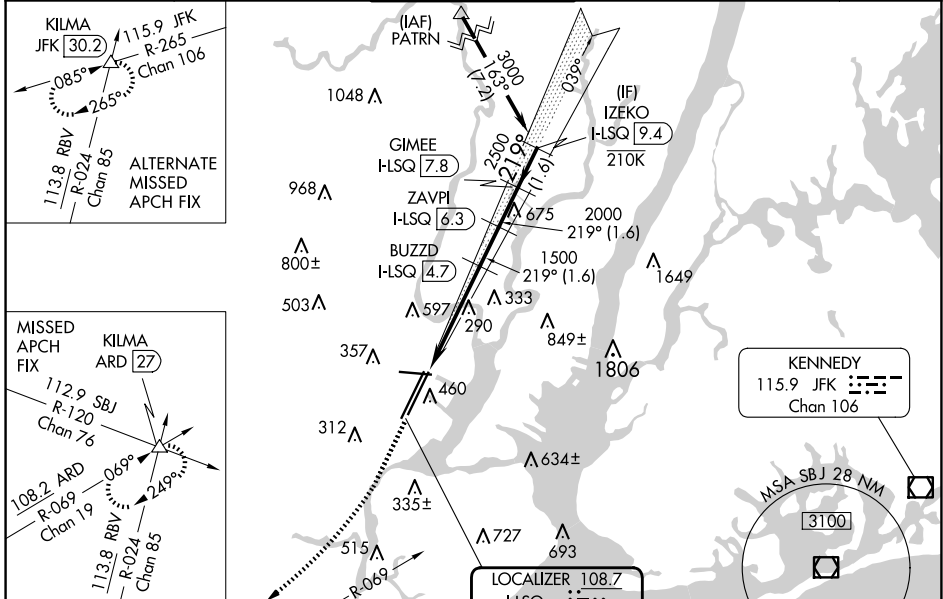 KILMA
JFK 30.2
115.9 JFK
R-265
Chan 106
085°
265°
113.8 RBV
R-024
Chan 85
ALTERNATE
MISSED
APCH FIX
(IAF)
PATRN
3000
163°
(7.2)
039°
(IF)
IZEKO
I-LSQ 9.4
210K
1048
GIMEE
I-LSQ 7.8
2500
219°
(1.6)
968
ZAVPI
I-LSQ 6.3
675
2000
219° (1.6)
800±
BUZZD
I-LSQ 4.7
1500
219° (1.6)
1649
503
597
333
290
849±
357
1806
460
312
634±
335±
727
693
515
R-069
MISSED
APCH
FIX
KILMA
ARD 27
112.9 SBJ
R-120
Chan 76
108.2 ARD
R-069
Chan 19
069°
249°
113.8 RBV
R-024
Chan 85
KENNEDY
115.9 JFK
Chan 106
MSA SBJ 28 NM
3100
LOCALIZER 108.7
I-LSQ